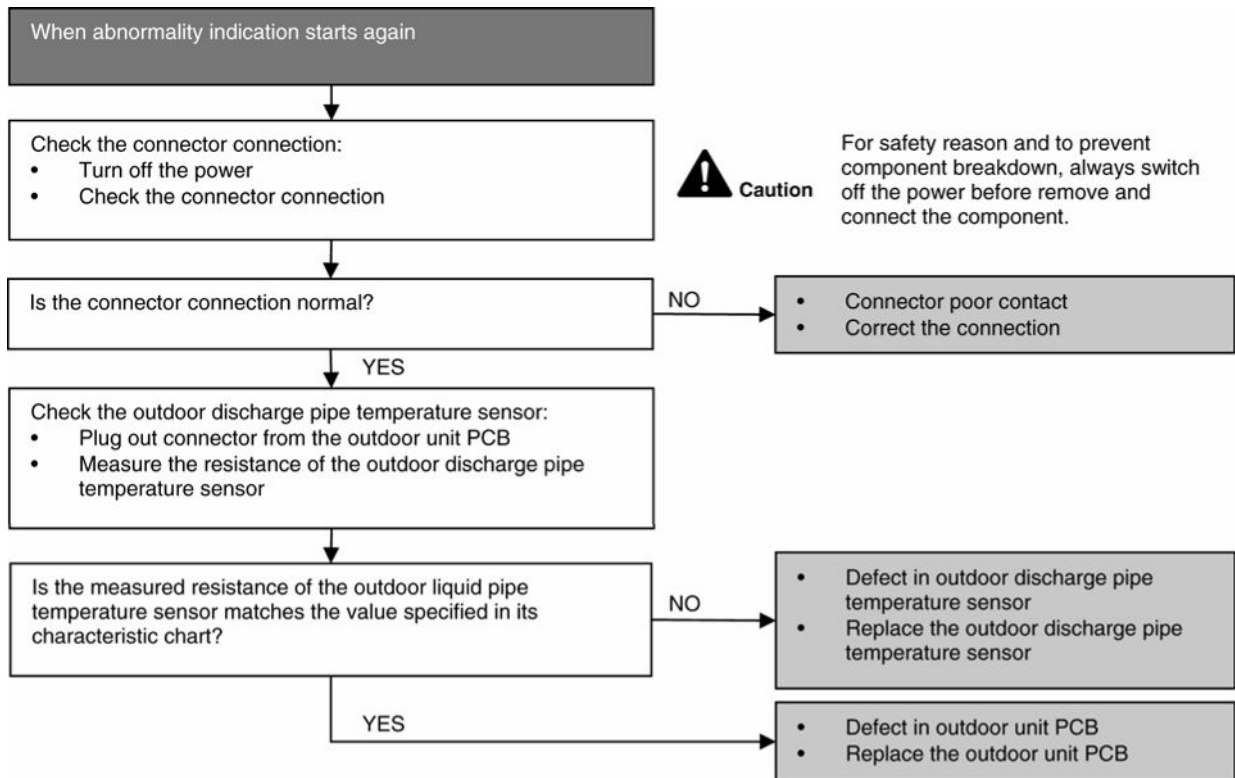 When abnormality indication starts again
Check the connector connection:
• Turn off the power
• Check the connector connection
Caution
For safety reason and to prevent
component breakdown, always switch
off the power before remove and
connect the component.
Is the connector connection normal?
NO
• Connector poor contact
• Correct the connection
YES
Check the outdoor discharge pipe temperature sensor:
• Plug out connector from the outdoor unit PCB
• Measure the resistance of the outdoor discharge pipe
temperature sensor
Is the measured resistance of the outdoor liquid pipe
temperature sensor matches the value specified in its
characteristic chart?
NO
• Defect in outdoor discharge pipe
temperature sensor
• Replace the outdoor discharge pipe
temperature sensor
YES
• Defect in outdoor unit PCB
• Replace the outdoor unit PCB